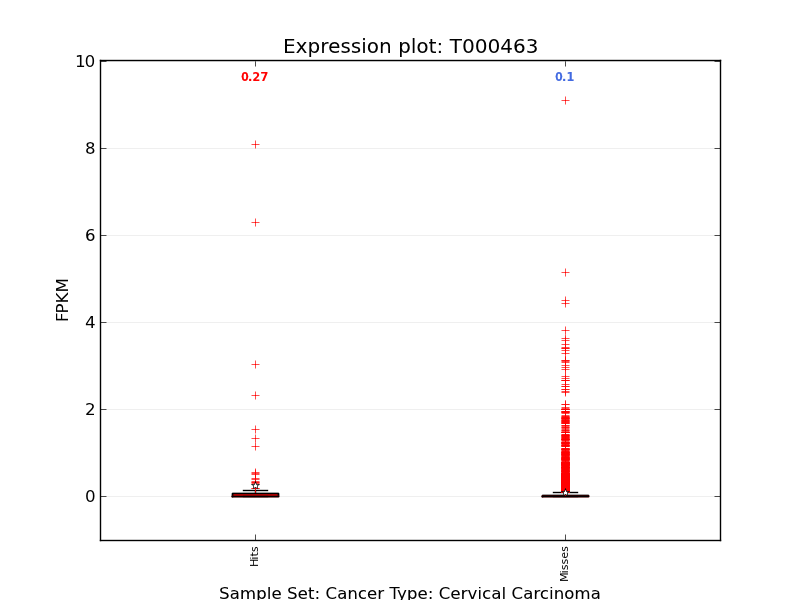 Expression plot: T000463
10
0.27
0.1
8
6
FPKM
4
2
0
Hits
Misses
Sample Set: Cancer Type: Cervical Carcinoma